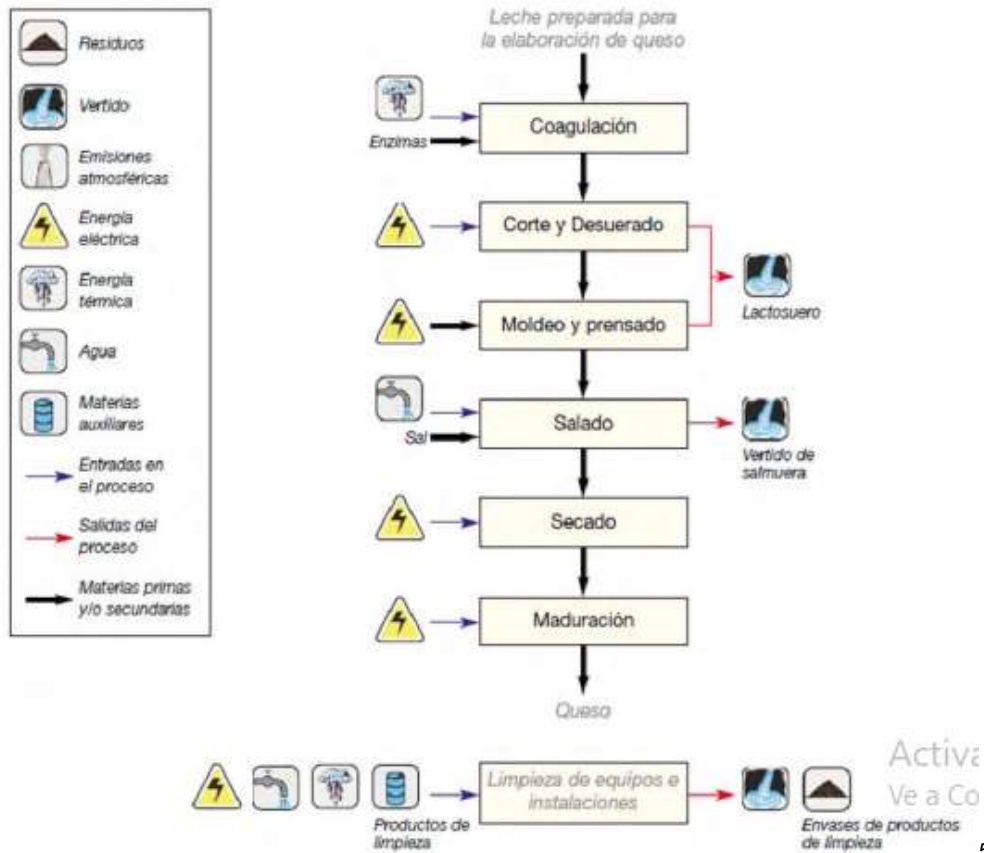 Residuos
Vertido
Emisiones
atmosféricas
Energía
eléctrica
Energía
térmica
Agua
Materias
auxiliares
Entradas en
el proceso
Salidas del
proceso
Materias primas
y/o secundarias
Leche preparada para
la elaboración de queso
Enzimas
Coagulación
Corte y Desuerado
Lactosuero
Moldeo y prensado
Sal
Salado
Vertido de
salmuera
Secado
Maduración
Queso
Productos de
limpieza
Limpieza de equipos e
instalaciones
Envases de productos
de limpieza
Activa
Ve a Co